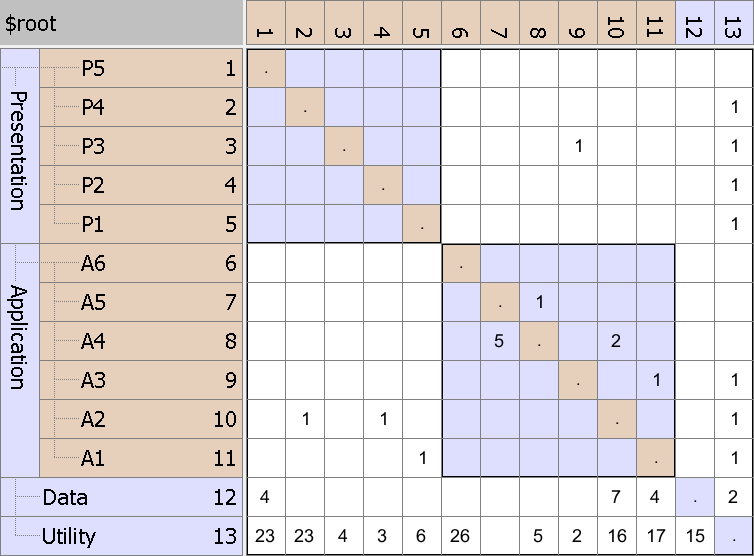 $root 1 2 3 4 5 6 7 8 9 10 11 12 13
Presentation
P5 1 .
P4 2 . 1
P3 3 . 1 1
P2 4 . 1
P1 5 . 1
Application
A6 6 .
A5 7 . 1
A4 8 5 . 2
A3 9 . 1 1
A2 10 1 1 . 1
A1 11 1 . 1
Data 12 4 7 4 . 2
Utility 13 23 23 4 3 6 26 5 2 16 17 15 .